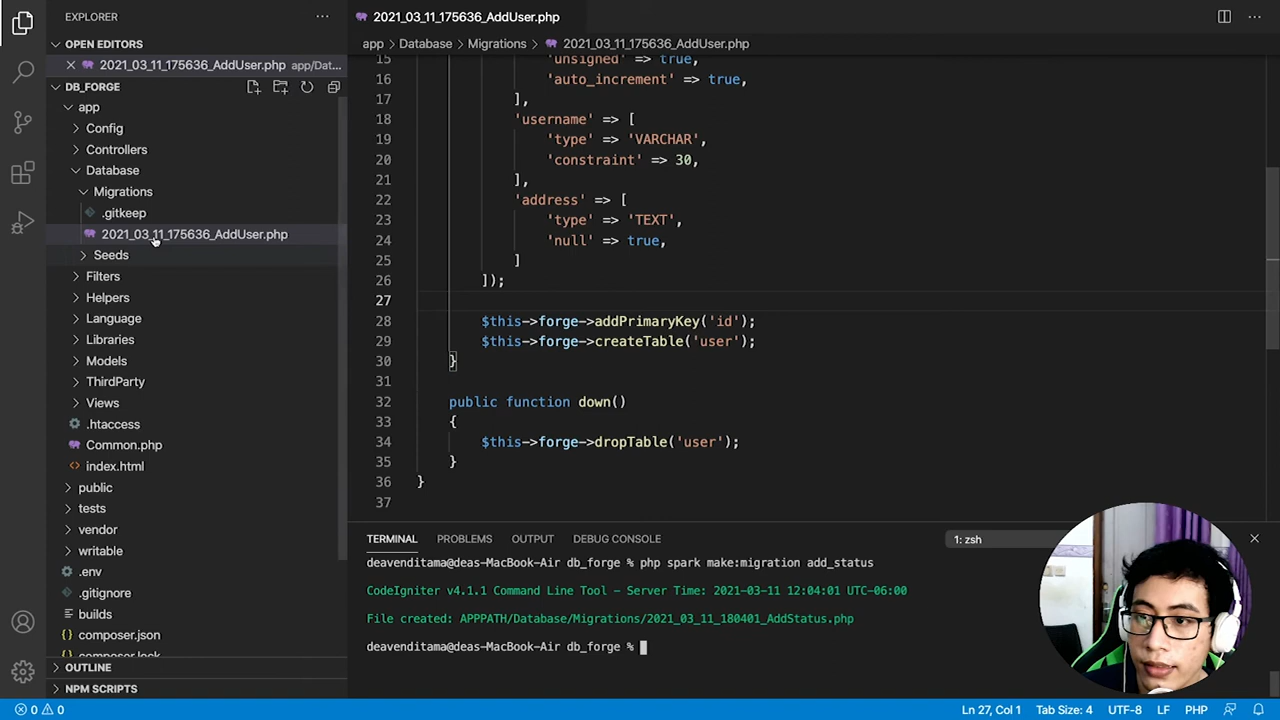 EXPLORER
···
OPEN EDITORS
2021_03_11_175636_AddUser.php app/Dat...
DB_FORGE
app
Config
Controllers
Database
Migrations
.gitkeep
2021_03_11_175636_AddUser.php
Seeds
Filters
Helpers
Language
Libraries
Models
ThirdParty
Views
.htaccess
Common.php
index.html
public
tests
vendor
writable
.env
.gitignore
builds
composer.json
composer.lock
OUTLINE
NPM SCRIPTS
2021_03_11_175636_AddUser.php
app > Database > Migrations > 2021_03_11_175636_AddUser.php
15 'unsigned' => true,
16 'auto_increment' => true,
17 ],
18 'username' => [
19 'type' => 'VARCHAR',
20 'constraint' => 30,
21 ],
22 'address' => [
23 'type' => 'TEXT',
24 'null' => true,
25 ]
26 ]);
27
28 $this->forge->addPrimaryKey('id');
29 $this->forge->createTable('user');
30 }
31
32 public function down()
33 {
34 $this->forge->dropTable('user');
35 }
36 }
37
TERMINAL PROBLEMS OUTPUT DEBUG CONSOLE 1: zsh
deavenditama@deas-MacBook-Air db_forge % php spark make:migration add_status
CodeIgniter v4.1.1 Command Line Tool - Server Time: 2021-03-11 12:04:01 UTC-06:00
File created: APPPATH/Database/Migrations/2021_03_11_180401_AddStatus.php
deavenditama@deas-MacBook-Air db_forge %
0 0 Ln 27, Col 1 Tab Size: 4 UTF-8 LF PHP